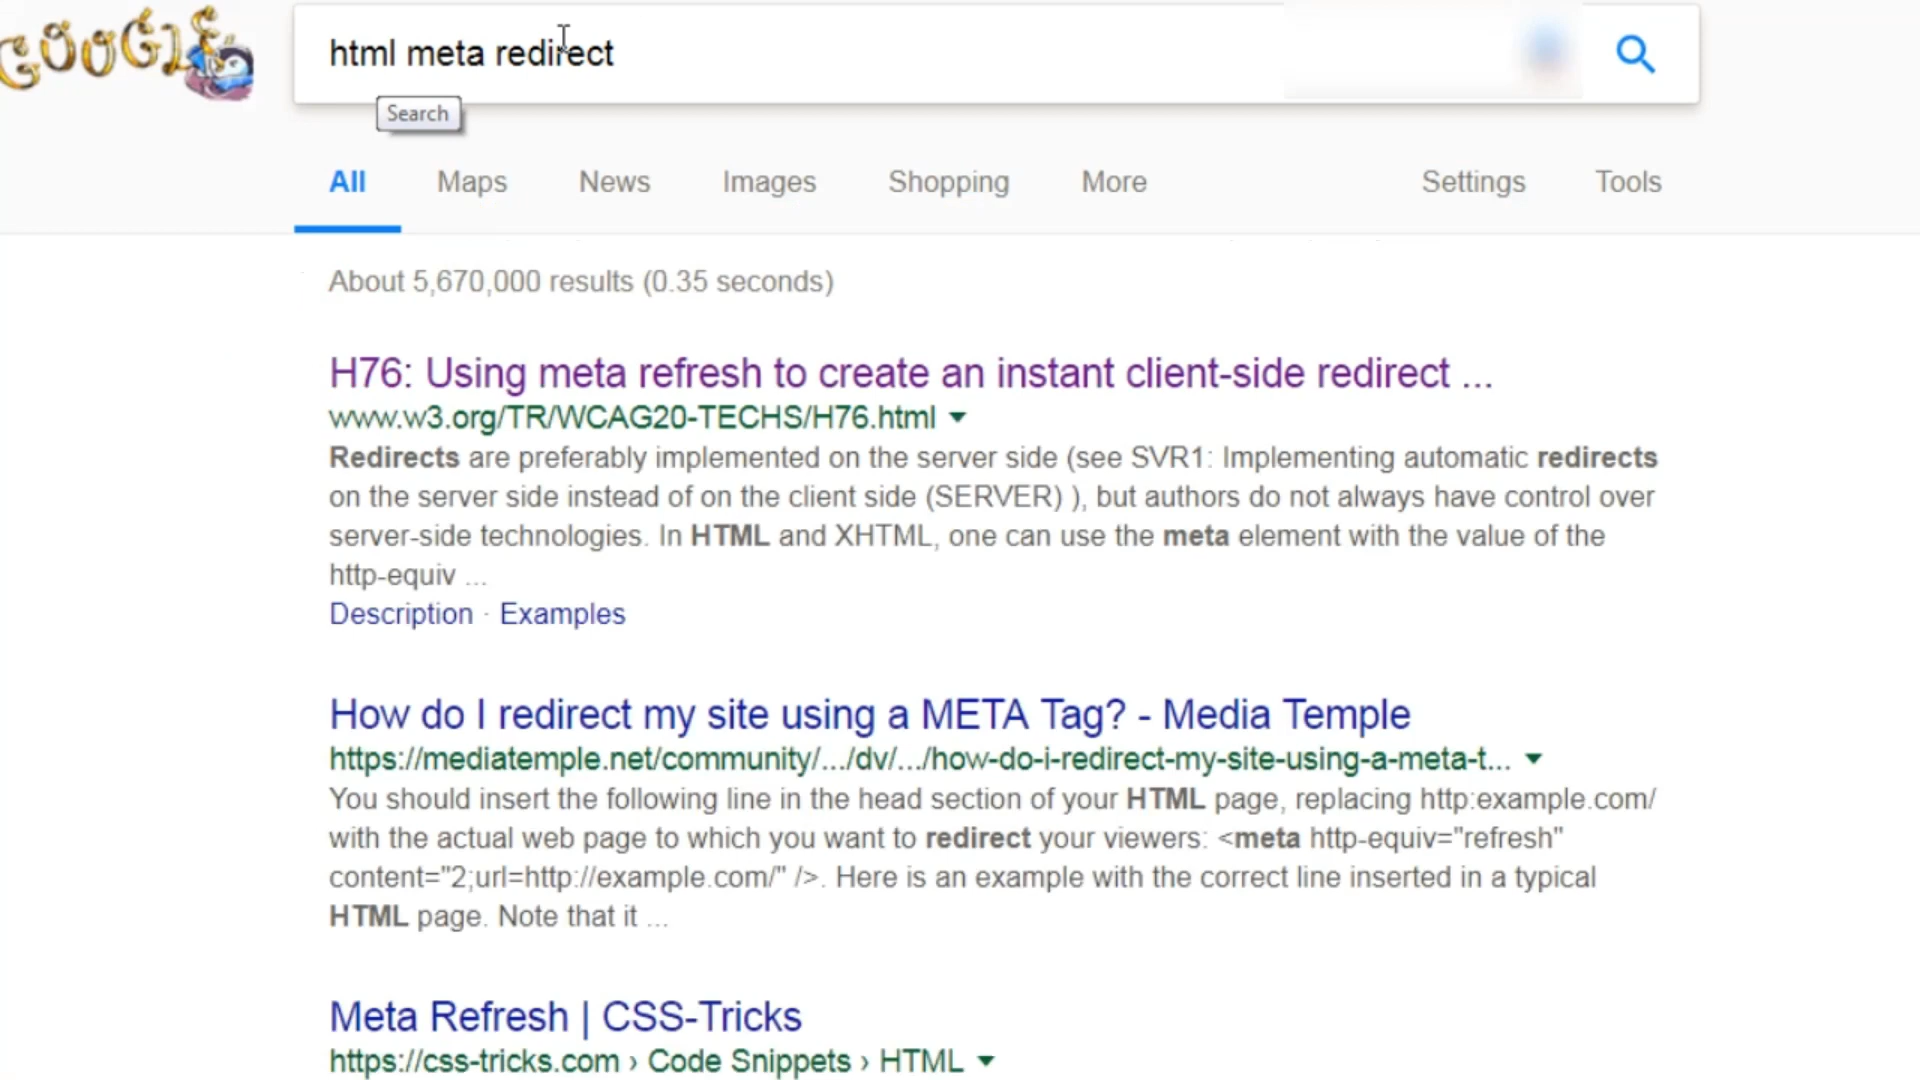 Google
html meta redirect
Search
All Maps News Images Shopping More Settings Tools
About 5,670,000 results (0.35 seconds)
H76: Using meta refresh to create an instant client-side redirect ...
www.w3.org/TR/WCAG20-TECHS/H76.html
Redirects are preferably implemented on the server side (see SVR1: Implementing automatic redirects
on the server side instead of on the client side (SERVER) ), but authors do not always have control over
server-side technologies. In HTML and XHTML, one can use the meta element with the value of the
http-equiv ...
Description · Examples
How do I redirect my site using a META Tag? - Media Temple
https://mediatemple.net/community/.../dv/.../how-do-i-redirect-my-site-using-a-meta-t...
You should insert the following line in the head section of your HTML page, replacing http:example.com/
with the actual web page to which you want to redirect your viewers: <meta http-equiv="refresh"
content="2;url=http://example.com/" />. Here is an example with the correct line inserted in a typical
HTML page. Note that it ...
Meta Refresh | CSS-Tricks
https://css-tricks.com › Code Snippets › HTML